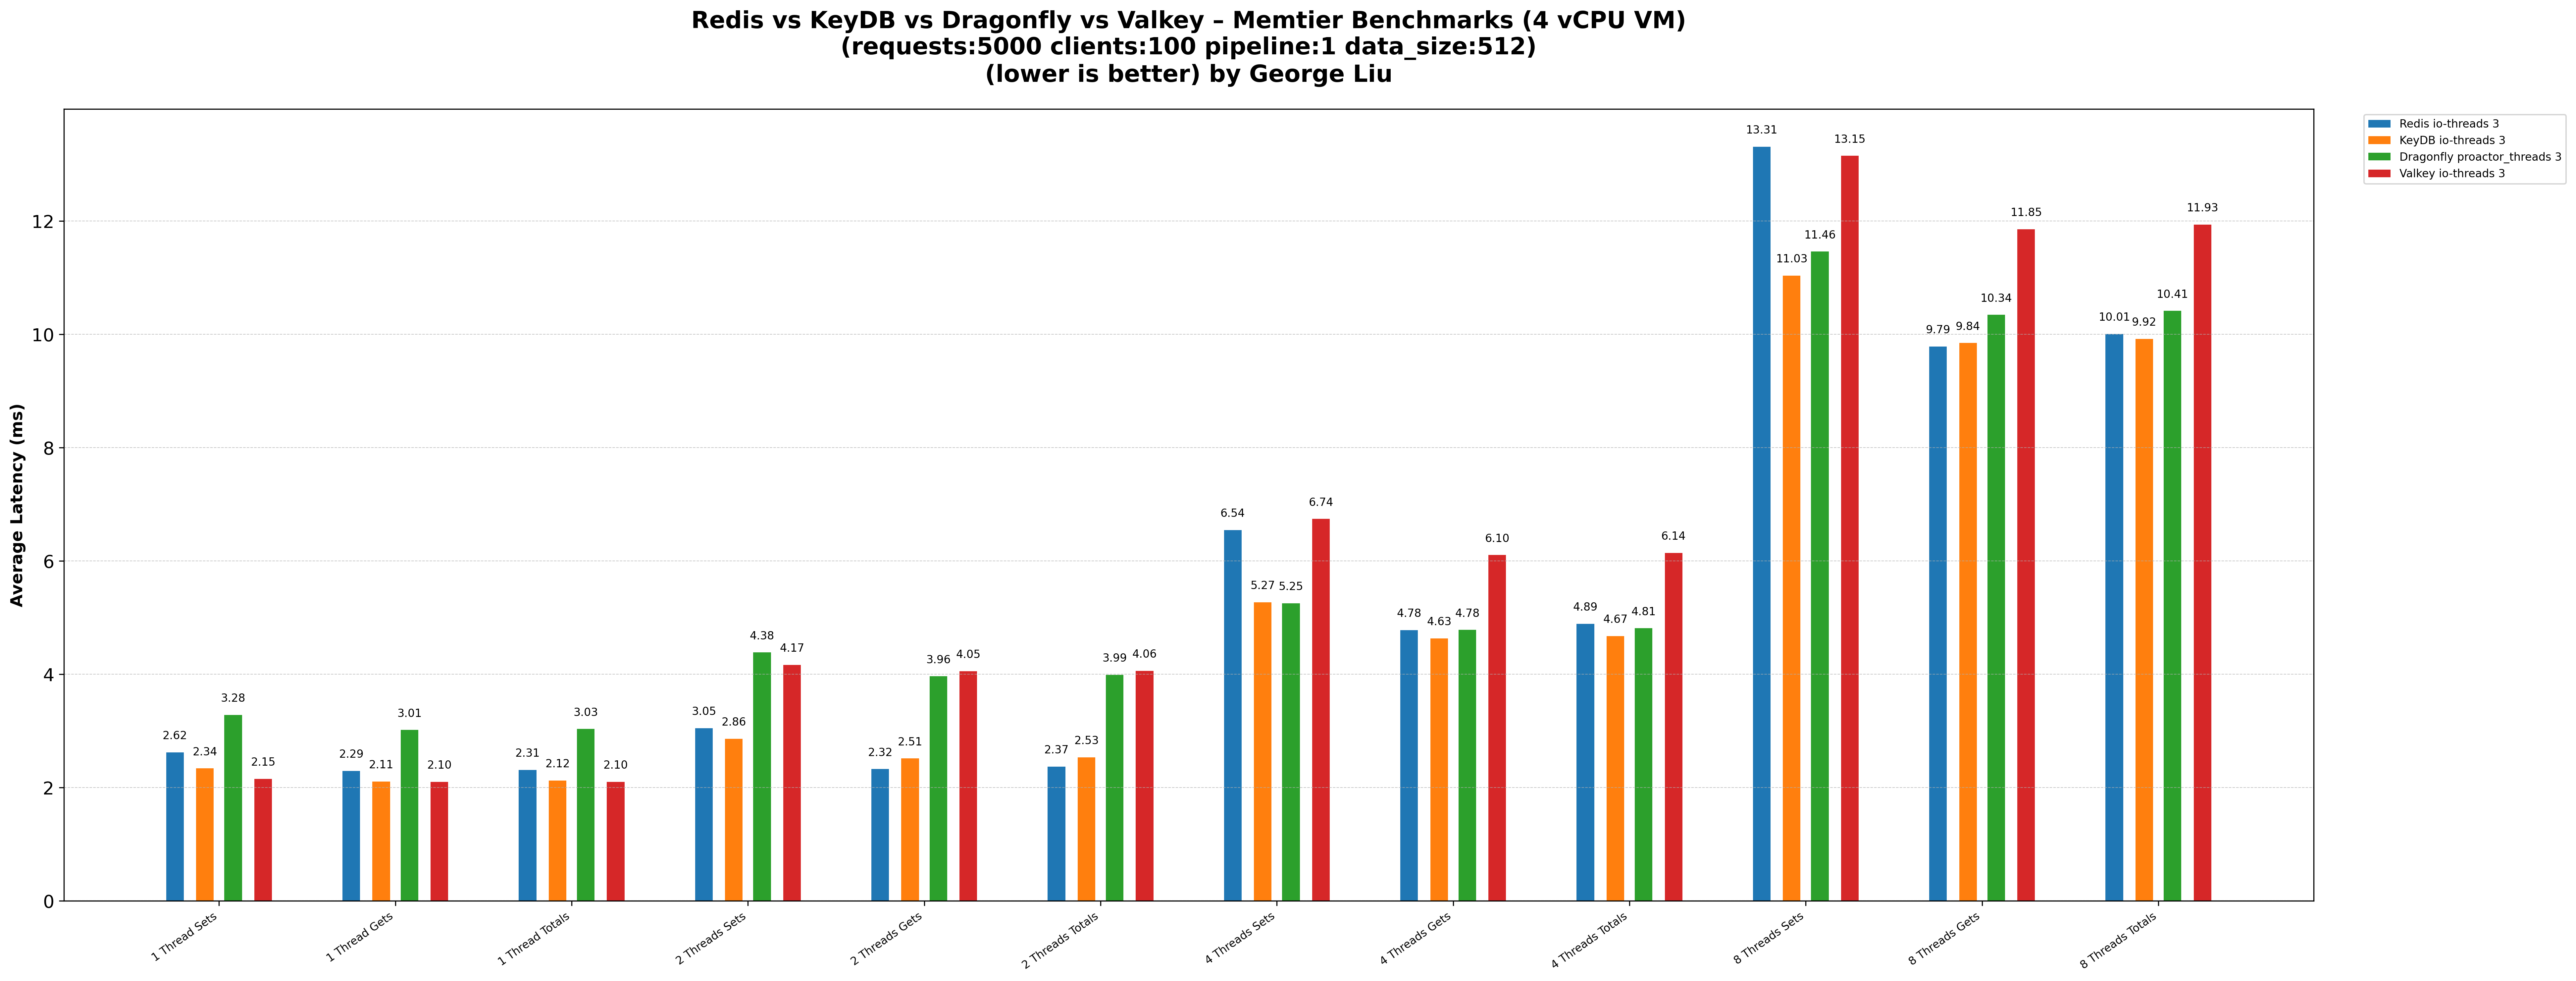 Redis vs KeyDB vs Dragonfly vs Valkey – Memtier Benchmarks (4 vCPU VM)
(requests:5000 clients:100 pipeline:1 data_size:512)
(lower is better) by George Liu
Redis io-threads 3
KeyDB io-threads 3
Dragonfly proactor_threads 3
Valkey io-threads 3
Average Latency (ms)
12
10
8
6
4
2
0
2.62 2.34 3.28 2.15
2.29 2.11 3.01 2.10
2.31 2.12 3.03 2.10
3.05 2.86 4.38 4.17
2.32 2.51 3.96 4.05
2.37 2.53 3.99 4.06
6.54 5.27 5.25 6.74
4.78 4.63 4.78 6.10
4.89 4.67 4.81 6.14
13.31 11.03 11.46 13.15
9.79 9.84 10.34 11.85
10.01 9.92 10.41 11.93
1 Thread Sets
1 Thread Gets
1 Thread Totals
2 Threads Sets
2 Threads Gets
2 Threads Totals
4 Threads Sets
4 Threads Gets
4 Threads Totals
8 Threads Sets
8 Threads Gets
8 Threads Totals